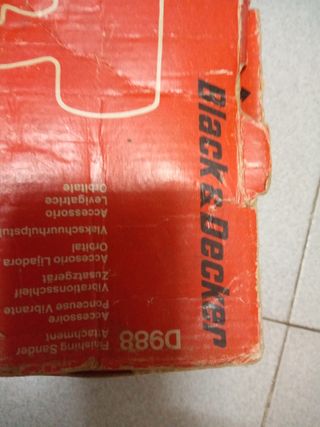 Black & Decker
D988
Finishing Sander
Attachment
Accessoire
Ponceuse Vibrante
Vibrationsschleif
Zusatzgerät
Accesorio Lijadora
Orbital
Vlakschuurhulpstuk
Accessorio
Levigatrice
Orbitale